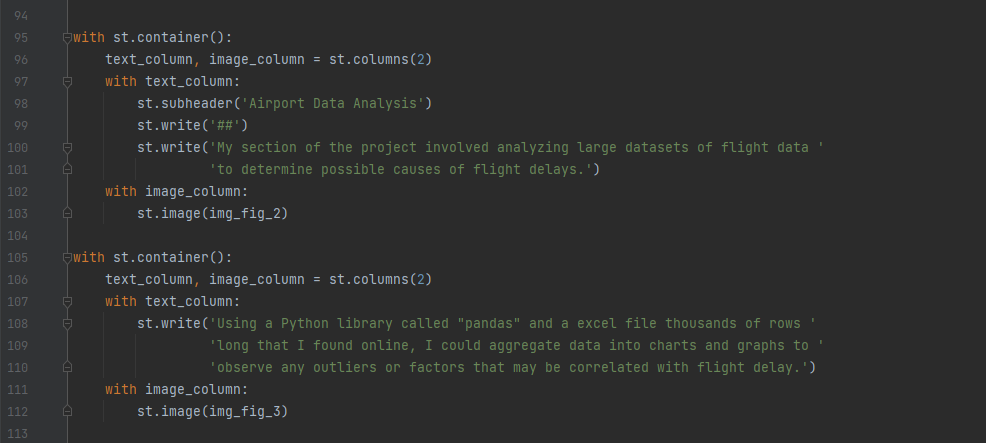 94
95 with st.container():
96     text_column, image_column = st.columns(2)
97     with text_column:
98         st.subheader('Airport Data Analysis')
99         st.write('##')
100         st.write('My section of the project involved analyzing large datasets of flight data '
101                  'to determine possible causes of flight delays.')
102     with image_column:
103         st.image(img_fig_2)
104
105 with st.container():
106     text_column, image_column = st.columns(2)
107     with text_column:
108         st.write('Using a Python library called "pandas" and a excel file thousands of rows '
109                  'long that I found online, I could aggregate data into charts and graphs to '
110                  'observe any outliers or factors that may be correlated with flight delay.')
111     with image_column:
112         st.image(img_fig_3)
113